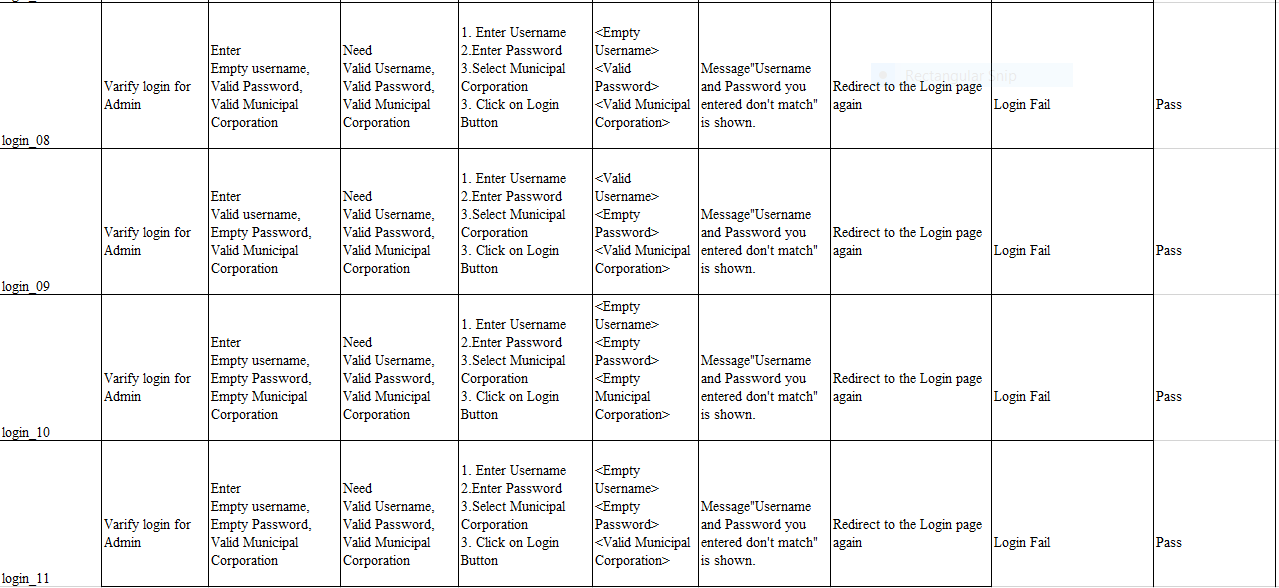 Varify login for
Admin
Enter
Empty username,
Valid Password,
Valid Municipal
Corporation
Need
Valid Username,
Valid Password,
Valid Municipal
Corporation
1. Enter Username
2.Enter Password
3.Select Municipal
Corporation
3. Click on Login
Button
<Empty
Username>
<Valid
Password>
<Valid Municipal
Corporation>
Message"Username
and Password you
entered don't match"
is shown.
Rectangular Snip
Redirect to the Login page
again
Login Fail
Pass
login_08
Varify login for
Admin
Enter
Valid username,
Empty Password,
Valid Municipal
Corporation
Need
Valid Username,
Valid Password,
Valid Municipal
Corporation
1. Enter Username
2.Enter Password
3.Select Municipal
Corporation
3. Click on Login
Button
<Valid
Username>
<Empty
Password>
<Valid Municipal
Corporation>
Message"Username
and Password you
entered don't match"
is shown.
Redirect to the Login page
again
Login Fail
Pass
login_09
Varify login for
Admin
Enter
Empty username,
Empty Password,
Empty Municipal
Corporation
Need
Valid Username,
Valid Password,
Valid Municipal
Corporation
1. Enter Username
2.Enter Password
3.Select Municipal
Corporation
3. Click on Login
Button
<Empty
Username>
<Empty
Password>
<Empty
Municipal
Corporation>
Message"Username
and Password you
entered don't match"
is shown.
Redirect to the Login page
again
Login Fail
Pass
login_10
Varify login for
Admin
Enter
Empty username,
Empty Password,
Valid Municipal
Corporation
Need
Valid Username,
Valid Password,
Valid Municipal
Corporation
1. Enter Username
2.Enter Password
3.Select Municipal
Corporation
3. Click on Login
Button
<Empty
Username>
<Empty
Password>
<Valid Municipal
Corporation>
Message"Username
and Password you
entered don't match"
is shown.
Redirect to the Login page
again
Login Fail
Pass
login_11